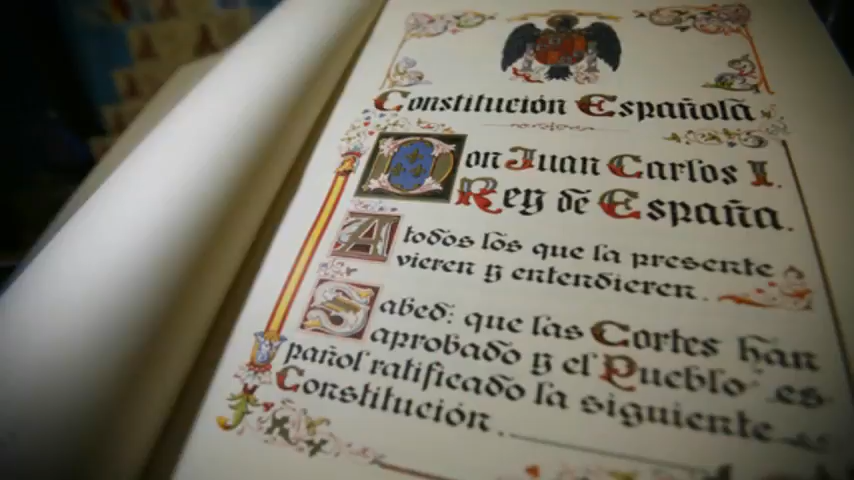 Constitución Española
Don Juan Carlos I.
Rey de España.
A todos los que la presente
vieren y entendieren.
Sabed: que las Cortes han
aprobado y el Pueblo es
pañol ratificado la siguiente
Constitución.